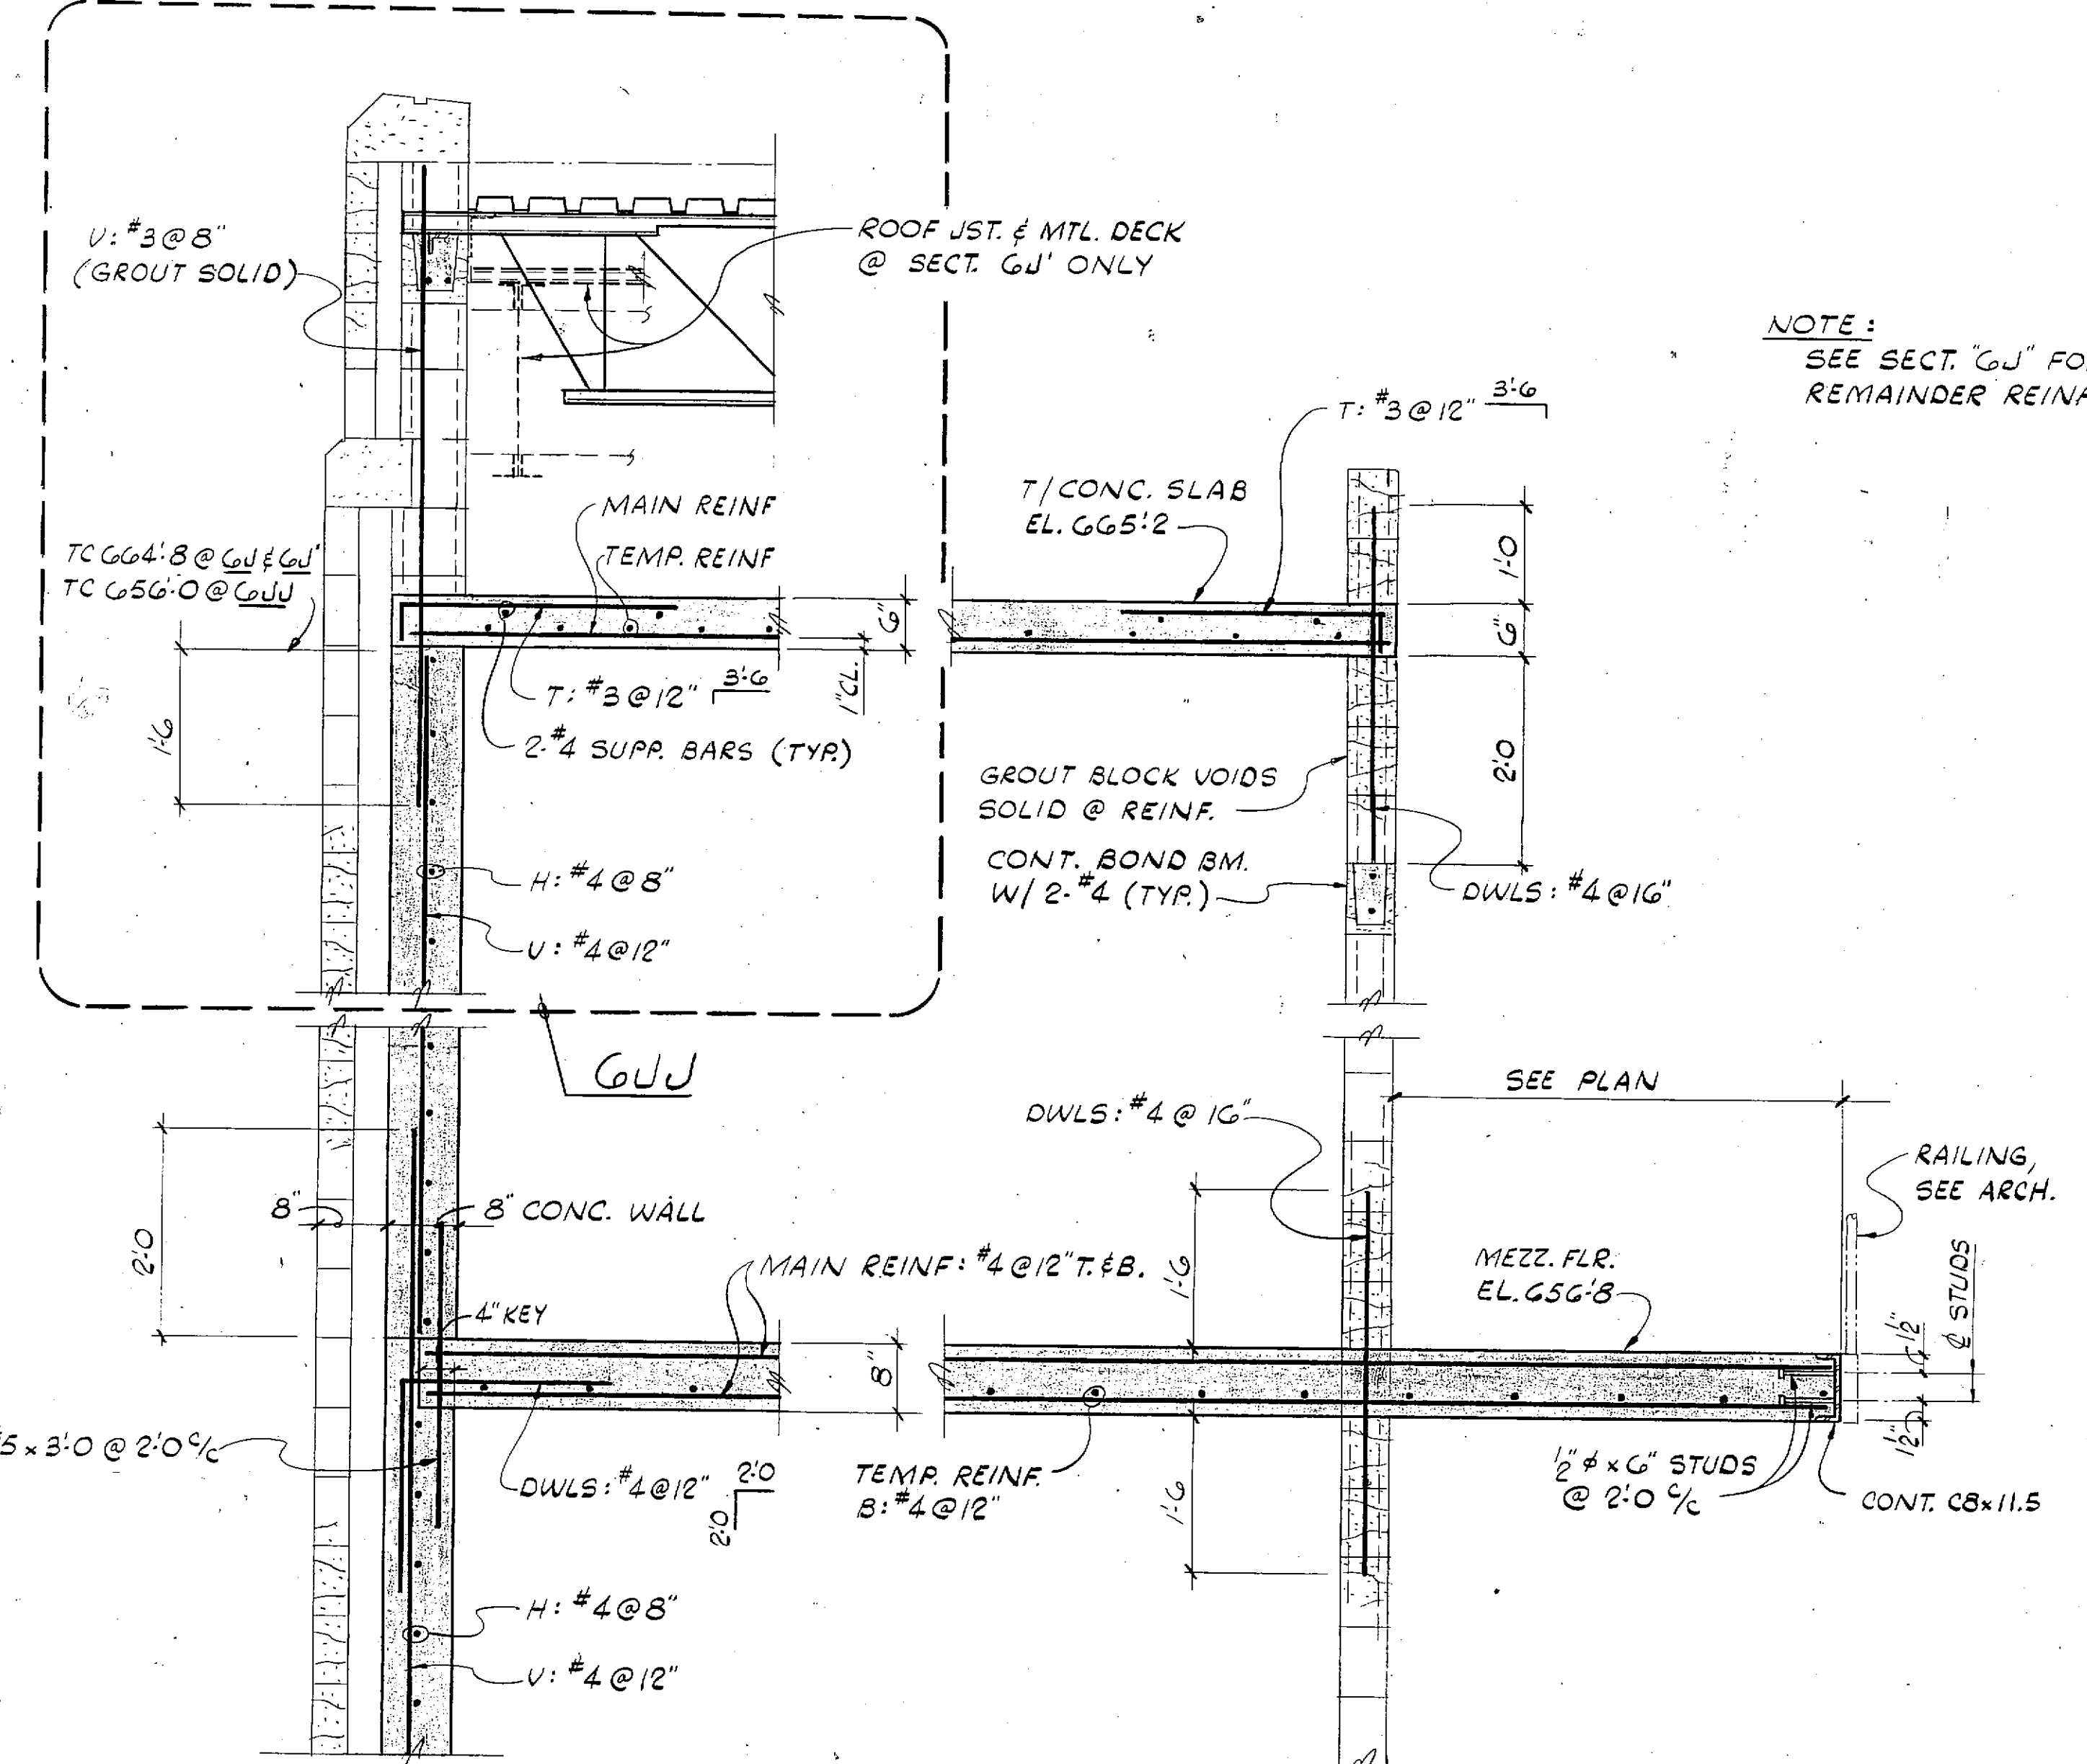 V: #3@8"
(GROUT SOLID)
ROOF JST. & MTL. DECK
@ SECT. 6J' ONLY
NOTE:
SEE SECT. "6J" FO
REMAINDER REINF
T: #3@12" 3'-6
T/CONC. SLAB
EL. 665'-2
MAIN REINF
TEMP. REINF
TC 664'-8 @ 6J & 6J'
TC 656'-0 @ 6JJ
6"
1'-0
6"
1'-6
1"CL.
T: #3@12" 3'-6
2-#4 SUPP. BARS (TYP.)
2'-0
GROUT BLOCK VOIDS
SOLID @ REINF.
CONT. BOND BM.
W/ 2-#4 (TYP.)
DWLS: #4@16"
H: #4@8"
V: #4@12"
6JJ
SEE PLAN
DWLS: #4 @ 16"
RAILING,
SEE ARCH.
8"
8" CONC. WALL
2'-0
MAIN REINF: #4@12" T.&B.
1'-6
MEZZ. FLR.
EL. 656'-8
4" KEY
8"
1½"
℄ STUDS
1½"
#5 x 3'-0 @ 2'-0 c/c
DWLS: #4@12" 2'-0
2'-0
TEMP. REINF.
B: #4@12"
1'-6
½" ϕ x 6" STUDS
@ 2'-0 c/c
CONT. C8x11.5
H: #4@8"
V: #4@12"